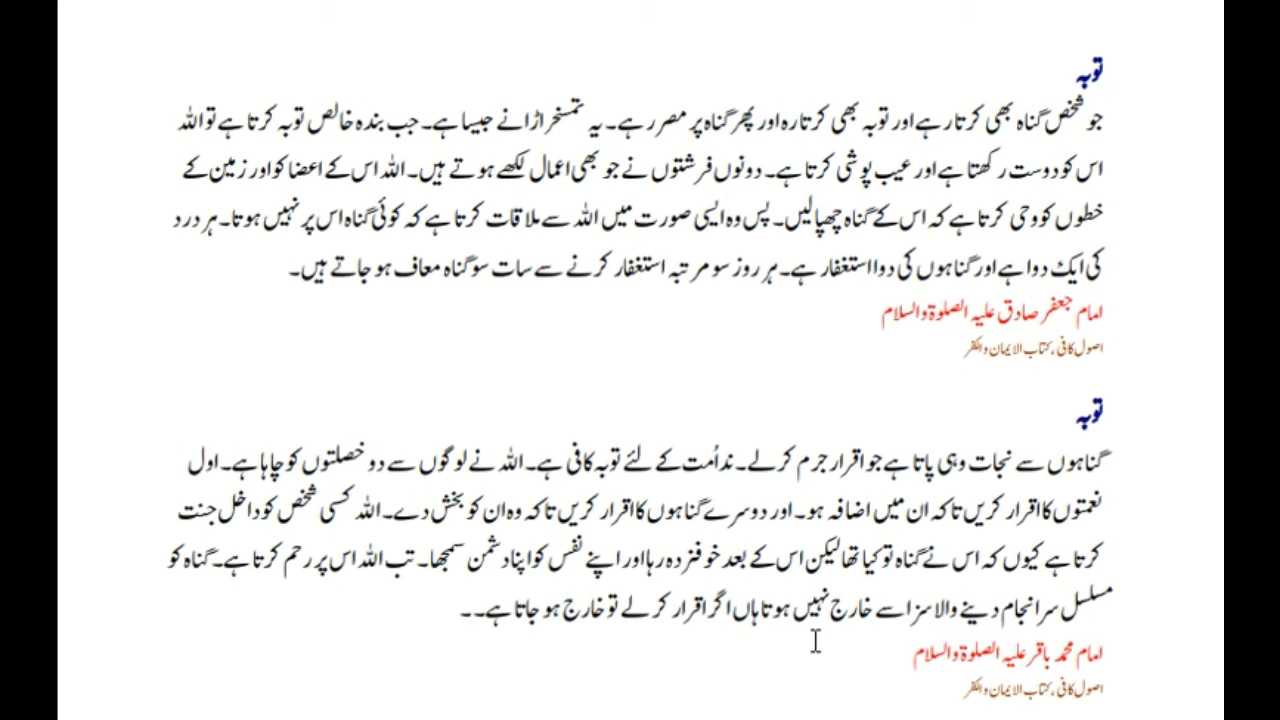 توبہ
جو شخص گناہ بھی کرتا رہے اور توبہ بھی کرتا رہ اور پھر گناہ پر مصر رہے۔ یہ تمسخر اڑانے جیسا ہے۔ جب بندہ خالص توبہ کرتا ہے تو اللہ
اس کو دوست رکھتا ہے اور عیب پوشی کرتا ہے۔ دونوں فرشتوں نے جو بھی اعمال لکھے ہوتے ہیں۔ اللہ اس کے اعضا کو اور زمین کے
خطوں کو وحی کرتا ہے کہ اس کے گناہ چھپا لیں۔ پس وہ ایسی صورت میں اللہ سے ملاقات کرتا ہے کہ کوئی گناہ اس پر نہیں ہوتا۔ ہر درد
کی ایک دوا ہے اور گناہوں کی دوا استغفار ہے۔ ہر روز سو مرتبہ استغفار کرنے سے سات سو گناہ معاف ہو جاتے ہیں۔
امام جعفر صادق علیہ الصلوۃ والسلام
اصول کافی، کتاب الایمان والکفر
توبہ
گناہوں سے نجات وہی پاتا ہے جو اقرار جرم کر لے۔ ندامُت کے لئے توبہ کافی ہے۔ اللہ نے لوگوں سے دو خصلتوں کو چاہا ہے۔ اول
نعمتوں کا اقرار کریں تاکہ ان میں اضافہ ہو۔ اور دوسرے گناہوں کا اقرار کریں تاکہ وہ ان کو بخش دے۔ اللہ کسی شخص کو داخل جنت
کرتا ہے کیوں کہ اس نے گناہ تو کیا تھا لیکن اس کے بعد خوفزدہ رہا اور اپنے نفس کو اپنا دشمن سمجھا۔ تب اللہ اس پر رحم کرتا ہے۔ گناہ کو
مسلسل سر انجام دینے والا سزا سے خارج نہیں ہوتا ہاں اگر اقرار کر لے تو خارج ہو جاتا ہے۔۔
امام محمد باقر علیہ الصلوۃ والسلام
اصول کافی، کتاب الایمان والکفر